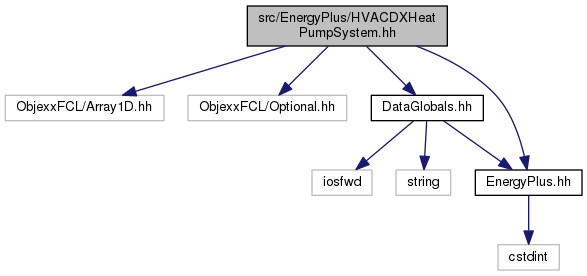 src/EnergyPlus/HVACDXHeat
PumpSystem.hh
ObjexxFCL/Array1D.hh
ObjexxFCL/Optional.hh
DataGlobals.hh
iosfwd
string
EnergyPlus.hh
cstdint